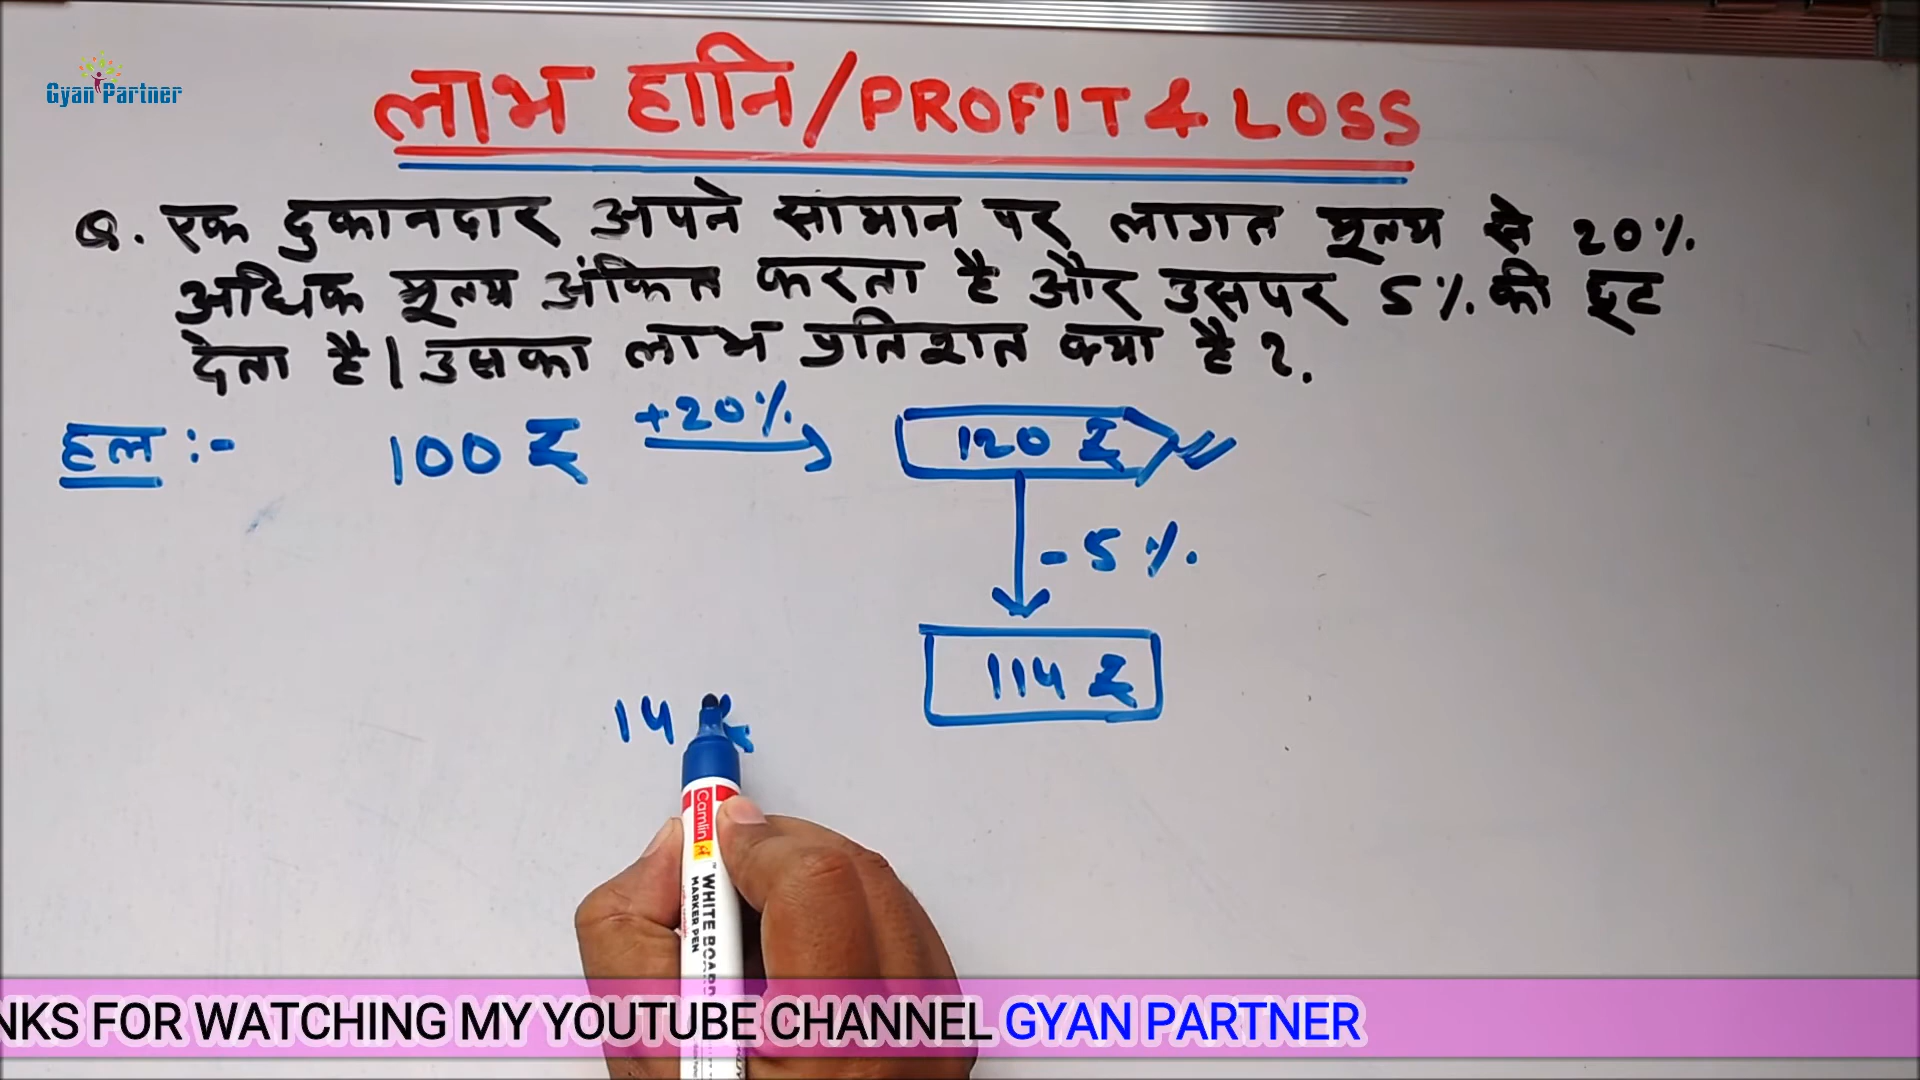 Gyan Partner
लाभ हानि/PROFIT & LOSS
Q. एक दुकानदार अपने सामान पर लागत मूल्य से 20%
अधिक मूल्य अंकित करता है और उसपर 5% की छूट
देता है। उसका लाभ प्रतिशत क्या है?.
हल :- 100 ₹ +20% 120 ₹
-5%
114 ₹
14 ₹
Camlin
WHITE BOARD
MARKER PEN
NKS FOR WATCHING MY YOUTUBE CHANNEL GYAN PARTNER